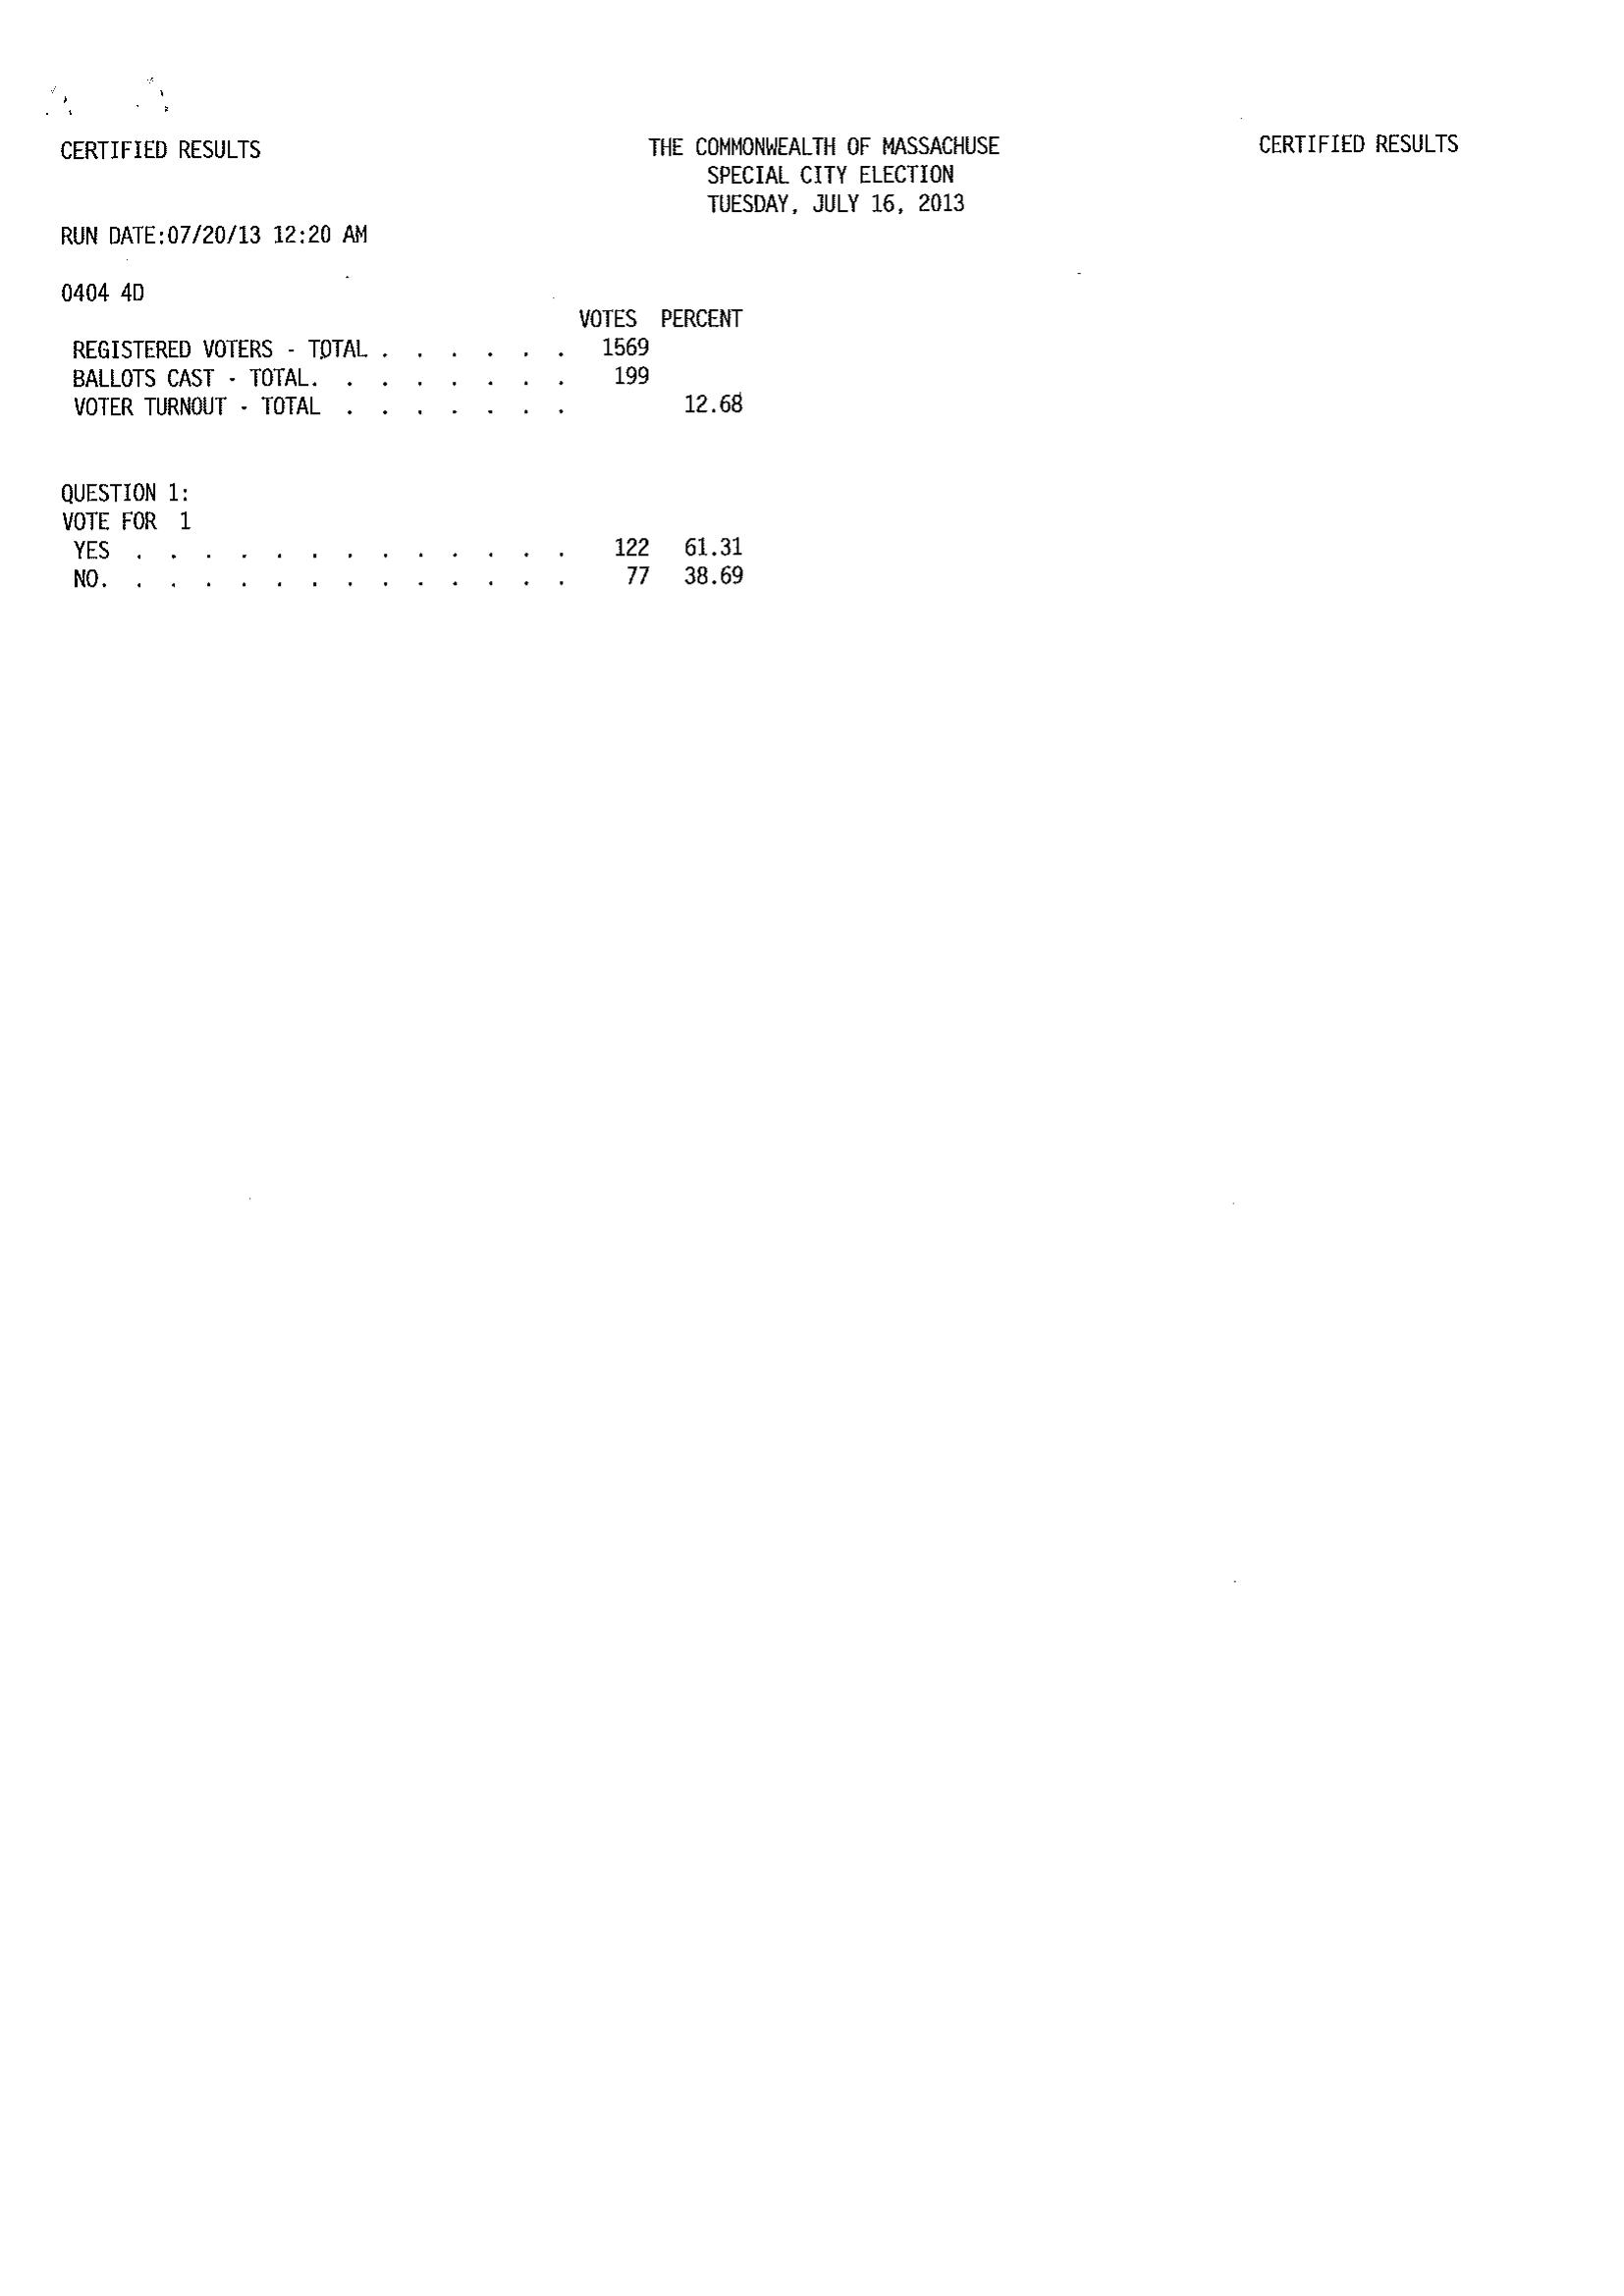 CERTIFIED RESULTS THE COMMONWEALTH OF MASSACHUSE CERTIFIED RESULTS
SPECIAL CITY ELECTION
TUESDAY, JULY 16, 2013
RUN DATE:07/20/13 12:20 AM
0404 4D
VOTES PERCENT
REGISTERED VOTERS - TOTAL . . . . . . 1569
BALLOTS CAST - TOTAL. . . . . . . . 199
VOTER TURNOUT - TOTAL . . . . . . . 12.68
QUESTION 1:
VOTE FOR 1
YES . . . . . . . . . . . . . 122 61.31
NO. . . . . . . . . . . . . . 77 38.69